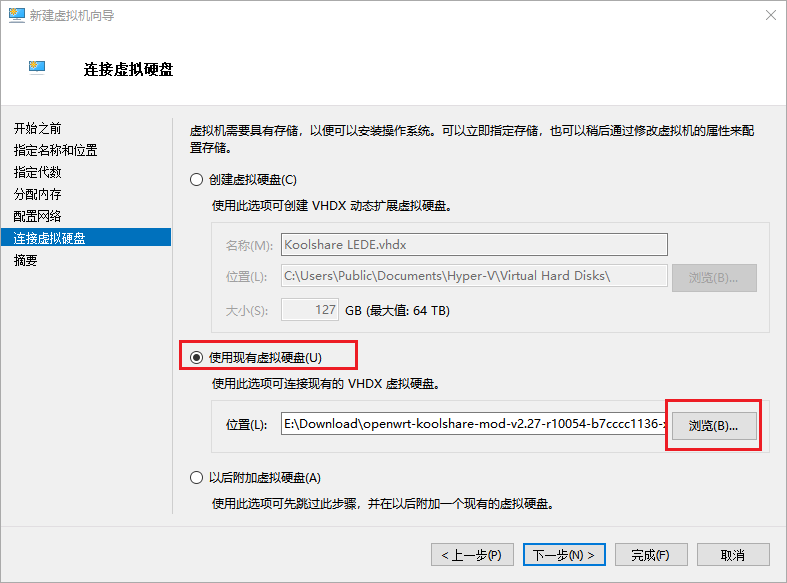 新建虚拟机向导
连接虚拟硬盘
开始之前
指定名称和位置
指定代数
分配内存
配置网络
连接虚拟硬盘
摘要
虚拟机需要具有存储，以便可以安装操作系统。可以立即指定存储，也可以稍后通过修改虚拟机的属性来配
置存储。
创建虚拟硬盘(C)
使用此选项可创建 VHDX 动态扩展虚拟硬盘。
名称(M): Koolshare LEDE.vhdx
位置(L): C:\Users\Public\Documents\Hyper-V\Virtual Hard Disks\ 浏览(B)...
大小(S): 127 GB (最大值: 64 TB)
使用现有虚拟硬盘(U)
使用此选项可连接现有的 VHDX 虚拟硬盘。
位置(L): E:\Download\openwrt-koolshare-mod-v2.27-r10054-b7cccc1136-x 浏览(B)...
以后附加虚拟硬盘(A)
使用此选项可先跳过此步骤，并在以后附加一个现有的虚拟硬盘。
< 上一步(P) 下一步(N) > 完成(F) 取消